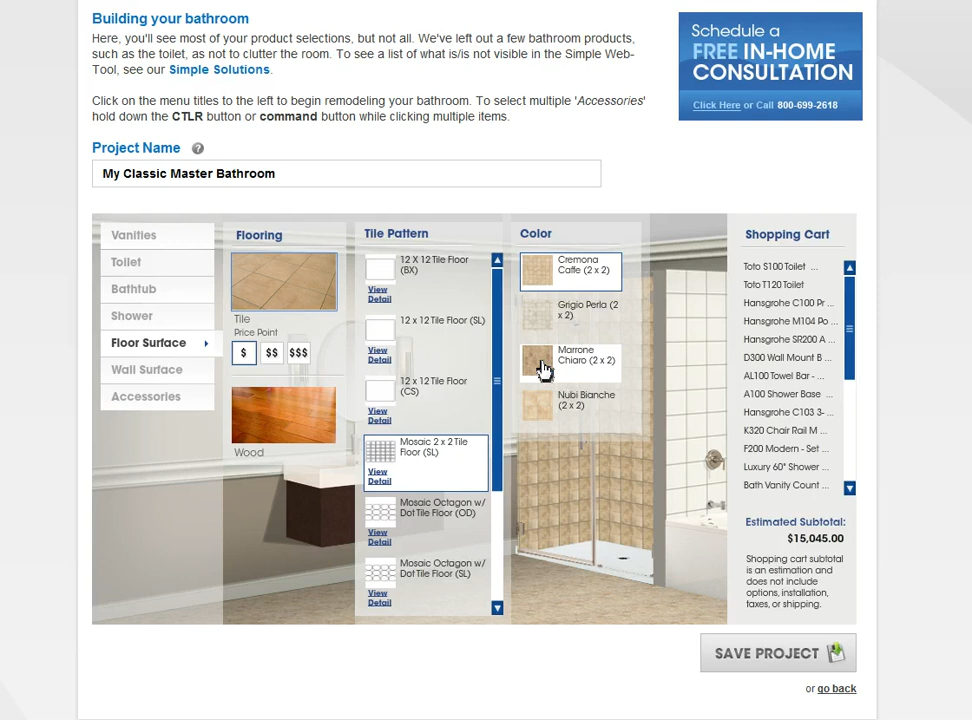 Building your bathroom
Here, you'll see most of your product selections, but not all. We've left out a few bathroom products,
such as the toilet, as not to clutter the room. To see a list of what is/is not visible in the Simple Web-
Tool, see our Simple Solutions.
Click on the menu titles to the left to begin remodeling your bathroom. To select multiple 'Accessories'
hold down the CTLR button or command button while clicking multiple items.
Schedule a
FREE IN-HOME
CONSULTATION
Click Here or Call 800-699-2618
Project Name ?
My Classic Master Bathroom
Vanities
Toilet
Bathtub
Shower
Floor Surface
Wall Surface
Accessories
Flooring
Tile
Price Point
$ $$ $$$
Wood
Tile Pattern
12 X 12 Tile Floor
(BX)
View
Detail
12 x 12 Tile Floor (SL)
View
Detail
12 x 12 Tile Floor
(CS)
View
Detail
Mosaic 2 x 2 Tile
Floor (SL)
View
Detail
Mosaic Octagon w/
Dot Tile Floor (OD)
View
Detail
Mosaic Octagon w/
Dot Tile Floor (SL)
View
Detail
Color
Cremona
Caffe (2 x 2)
Grigio Perla (2
x 2)
Marrone
Chiaro (2 x 2)
Nubi Bianche
(2 x 2)
Shopping Cart
Toto S100 Toilet ...
Toto T120 Toilet
Hansgrohe C100 Pr ...
Hansgrohe M104 Po ...
Hansgrohe SR200 A ...
D300 Wall Mount B ...
AL100 Towel Bar - ...
A100 Shower Base ...
Hansgrohe C103 3- ...
K320 Chair Rail M ...
F200 Modern - Set ...
Luxury 60" Shower ...
Bath Vanity Count ...
Estimated Subtotal:
$15,045.00
Shopping cart subtotal
is an estimation and
does not include
options, installation,
taxes, or shipping.
SAVE PROJECT
or go back